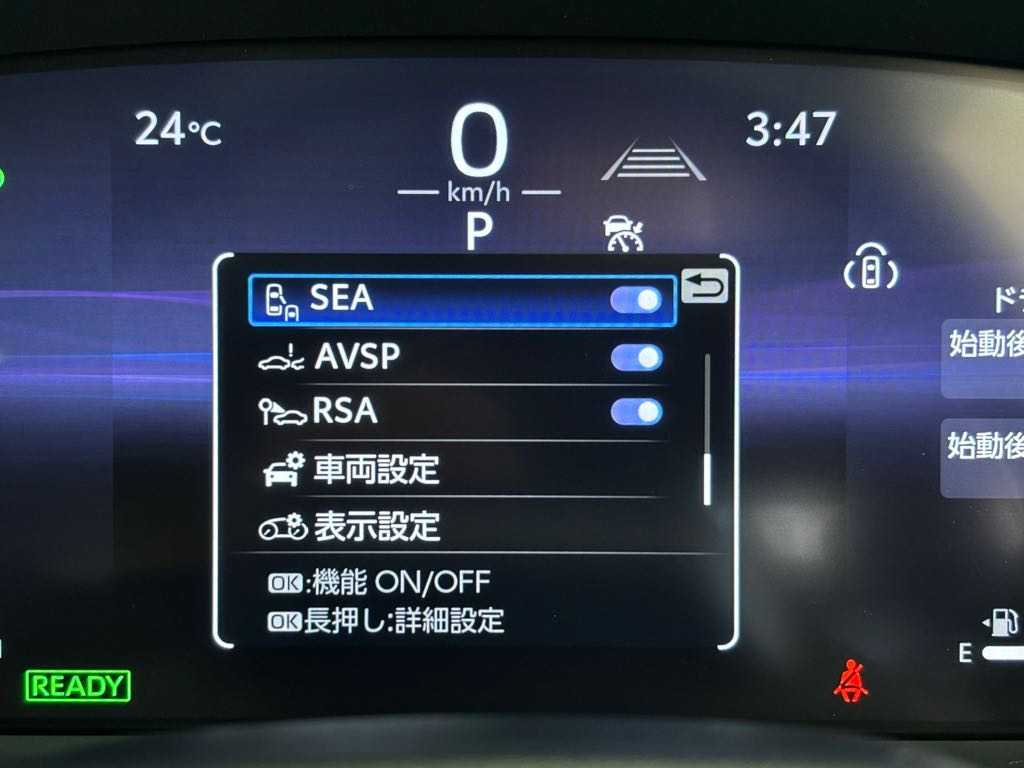 24°C
0
km/h
3:47
P
SEA
AVSP
RSA
車両設定
表示設定
OK:機能 ON/OFF
OK長押し:詳細設定
始動後
始動後
E
READY